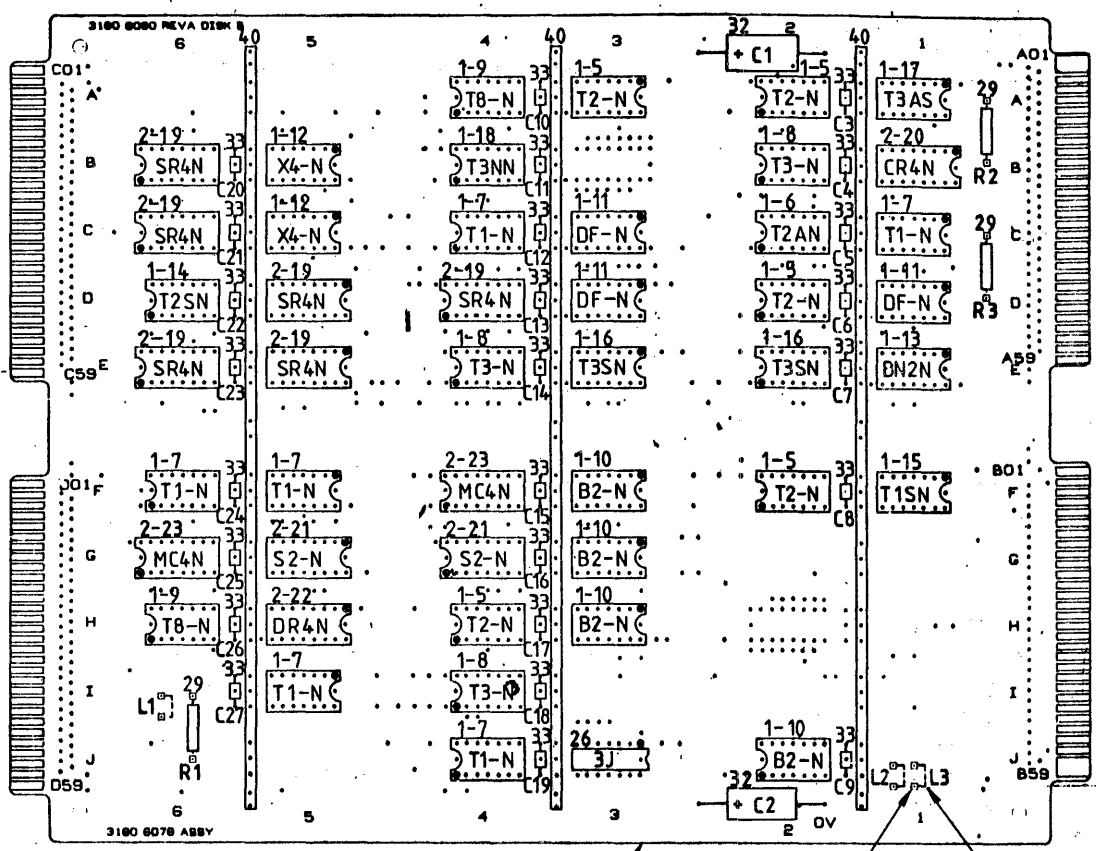 3180 6080 REVA DISK
6 40 5 4 40 3 32 2 40 1
+ C1
C01 A01
A 1-9 33 1-5 1-5 33 1-17 29 A
T8-N T2-N T2-N T3AS
C10 C3
2-19 33 1-12 1-18 33 1-8 33 2-20
B SR4N X4-N T3NN T3-N CR4N R2 B
C20 C11 C4
2-19 33 1-12 1-7 33 1-11 1-6 33 1-7 29
C SR4N X4-N T1-N DF-N T2AN T1-N C
C21 C12 C5
1-14 33 2-19 2-19 33 1-11 33 1-11
D T2SN SR4N SR4N DF-N T2-N DF-N R3 D
C22 C13 C6
2-19 33 2-19 1-8 33 1-16 1-16 33 1-13 A59
C59 E SR4N SR4N T3-N T3SN T3SN BN2N E
C23 C14 C7
1-7 33 1-7 2-23 33 1-10 1-5 33 1-15 B01
F T1-N T1-N MC4N B2-N T2-N T1SN F
C24 C15 C8
2-23 33 2-21 2-21 33 1-10
G MC4N S2-N S2-N B2-N G
C25 C16
1-9 33 2-22 1-5 33 1-10
H T8-N DR4N T2-N B2-N H
C26 C17
33 1-7 1-8 33
I 29 T1-N T3-N I
L1 C27 C18
1-7 33 26 1-10 33
J R1 T1-N 3J B2-N J
D59 C19 C9 L2 L3 B59
32
+ C2
6 5 4 3 2 0V 1
3180 6078 ASSY